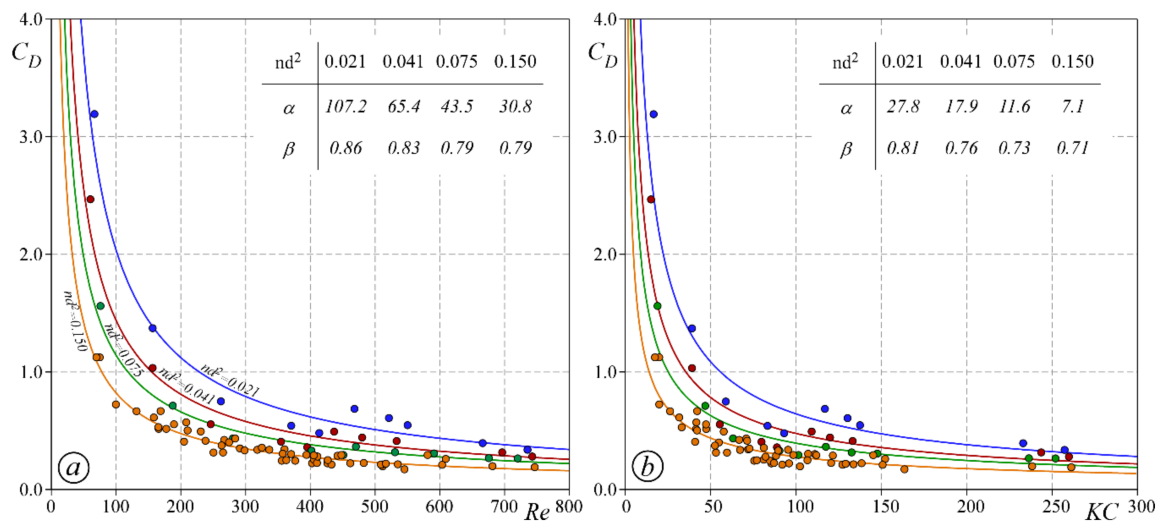 4.0
C_D
3.0
2.0
1.0
0.0
nd² 0.021 0.041 0.075 0.150
α 107.2 65.4 43.5 30.8
β 0.86 0.83 0.79 0.79
nd²=0.150
nd²=0.075
nd²=0.041
nd²=0.021
a
0 100 200 300 400 500 600 700 800
Re
4.0
C_D
3.0
2.0
1.0
0.0
nd² 0.021 0.041 0.075 0.150
α 27.8 17.9 11.6 7.1
β 0.81 0.76 0.73 0.71
b
0 50 100 150 200 250 300
KC